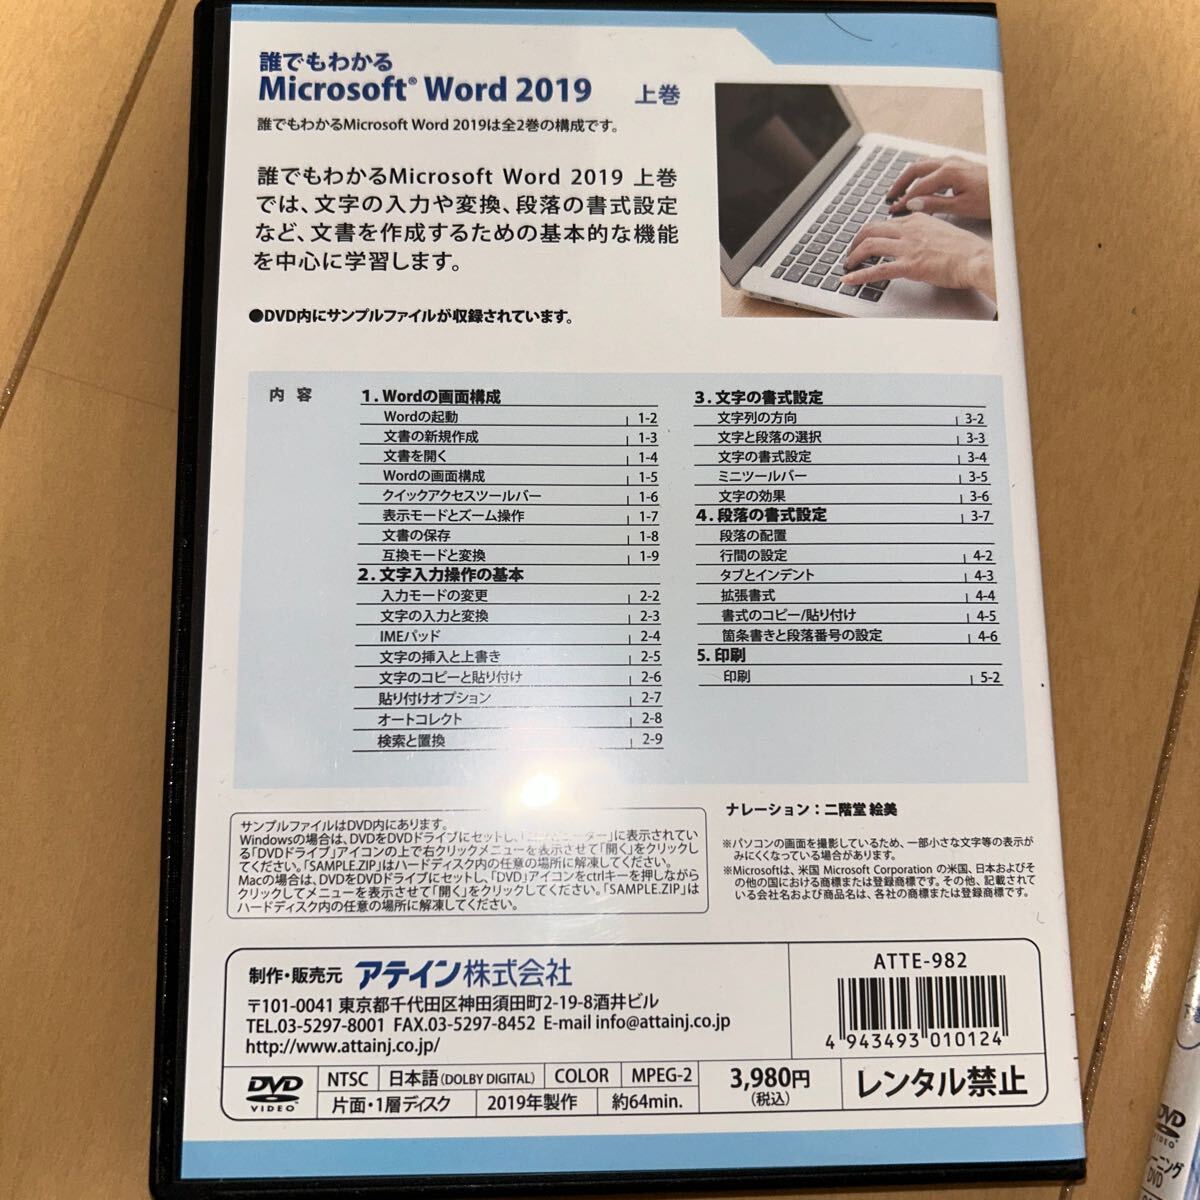 誰でもわかる
Microsoft® Word 2019 上巻
誰でもわかるMicrosoft Word 2019は全2巻の構成です。
誰でもわかるMicrosoft Word 2019 上巻
では、文字の入力や変換、段落の書式設定
など、文書を作成するための基本的な機能
を中心に学習します。
●DVD内にサンプルファイルが収録されています。
内容
1.Wordの画面構成
Wordの起動 1-2
文書の新規作成 1-3
文書を開く 1-4
Wordの画面構成 1-5
クイックアクセスツールバー 1-6
表示モードとズーム操作 1-7
文書の保存 1-8
互換モードと変換 1-9
2.文字入力操作の基本
入力モードの変更 2-2
文字の入力と変換 2-3
IMEパッド 2-4
文字の挿入と上書き 2-5
文字のコピーと貼り付け 2-6
貼り付けオプション 2-7
オートコレクト 2-8
検索と置換 2-9
3.文字の書式設定
文字列の方向 3-2
文字と段落の選択 3-3
文字の書式設定 3-4
ミニツールバー 3-5
文字の効果 3-6
4.段落の書式設定 3-7
段落の配置
行間の設定 4-2
タブとインデント 4-3
拡張書式 4-4
書式のコピー/貼り付け 4-5
箇条書きと段落番号の設定 4-6
5.印刷
印刷 5-2
サンプルファイルはDVD内にあります。
Windowsの場合は、DVDをDVDドライブにセットし、「コンピューター」に表示されてい
る「DVDドライブ」アイコンの上で右クリックメニューを表示させて「開く」をクリックし
てください。「SAMPLE.ZIP」はハードディスク内の任意の場所に解凍してください。
Macの場合は、DVDをDVDドライブにセットし、「DVD」アイコンをctrlキーを押しながら
クリックしてメニューを表示させて「開く」をクリックしてください。「SAMPLE.ZIP」は
ハードディスク内の任意の場所に解凍してください。
ナレーション：二階堂 絵美
※パソコンの画面を撮影しているため、一部小さな文字等の表示が
みにくくなっている場合があります。
※Microsoftは、米国 Microsoft Corporation の米国、日本およびそ
の他の国における商標または登録商標です。その他、記載されて
いる会社名および商品名は、各社の商標または登録商標です。
制作・販売元 アテイン株式会社
〒101-0041 東京都千代田区神田須田町2-19-8酒井ビル
TEL.03-5297-8001 FAX.03-5297-8452 E-mail info@attainj.co.jp
http://www.attainj.co.jp/
ATTE-982
4 943493 010124
DVD
VIDEO
NTSC 日本語(DOLBY DIGITAL) COLOR MPEG-2
片面・1層ディスク 2019年製作 約64min.
3,980円
(税込)
レンタル禁止
DVD